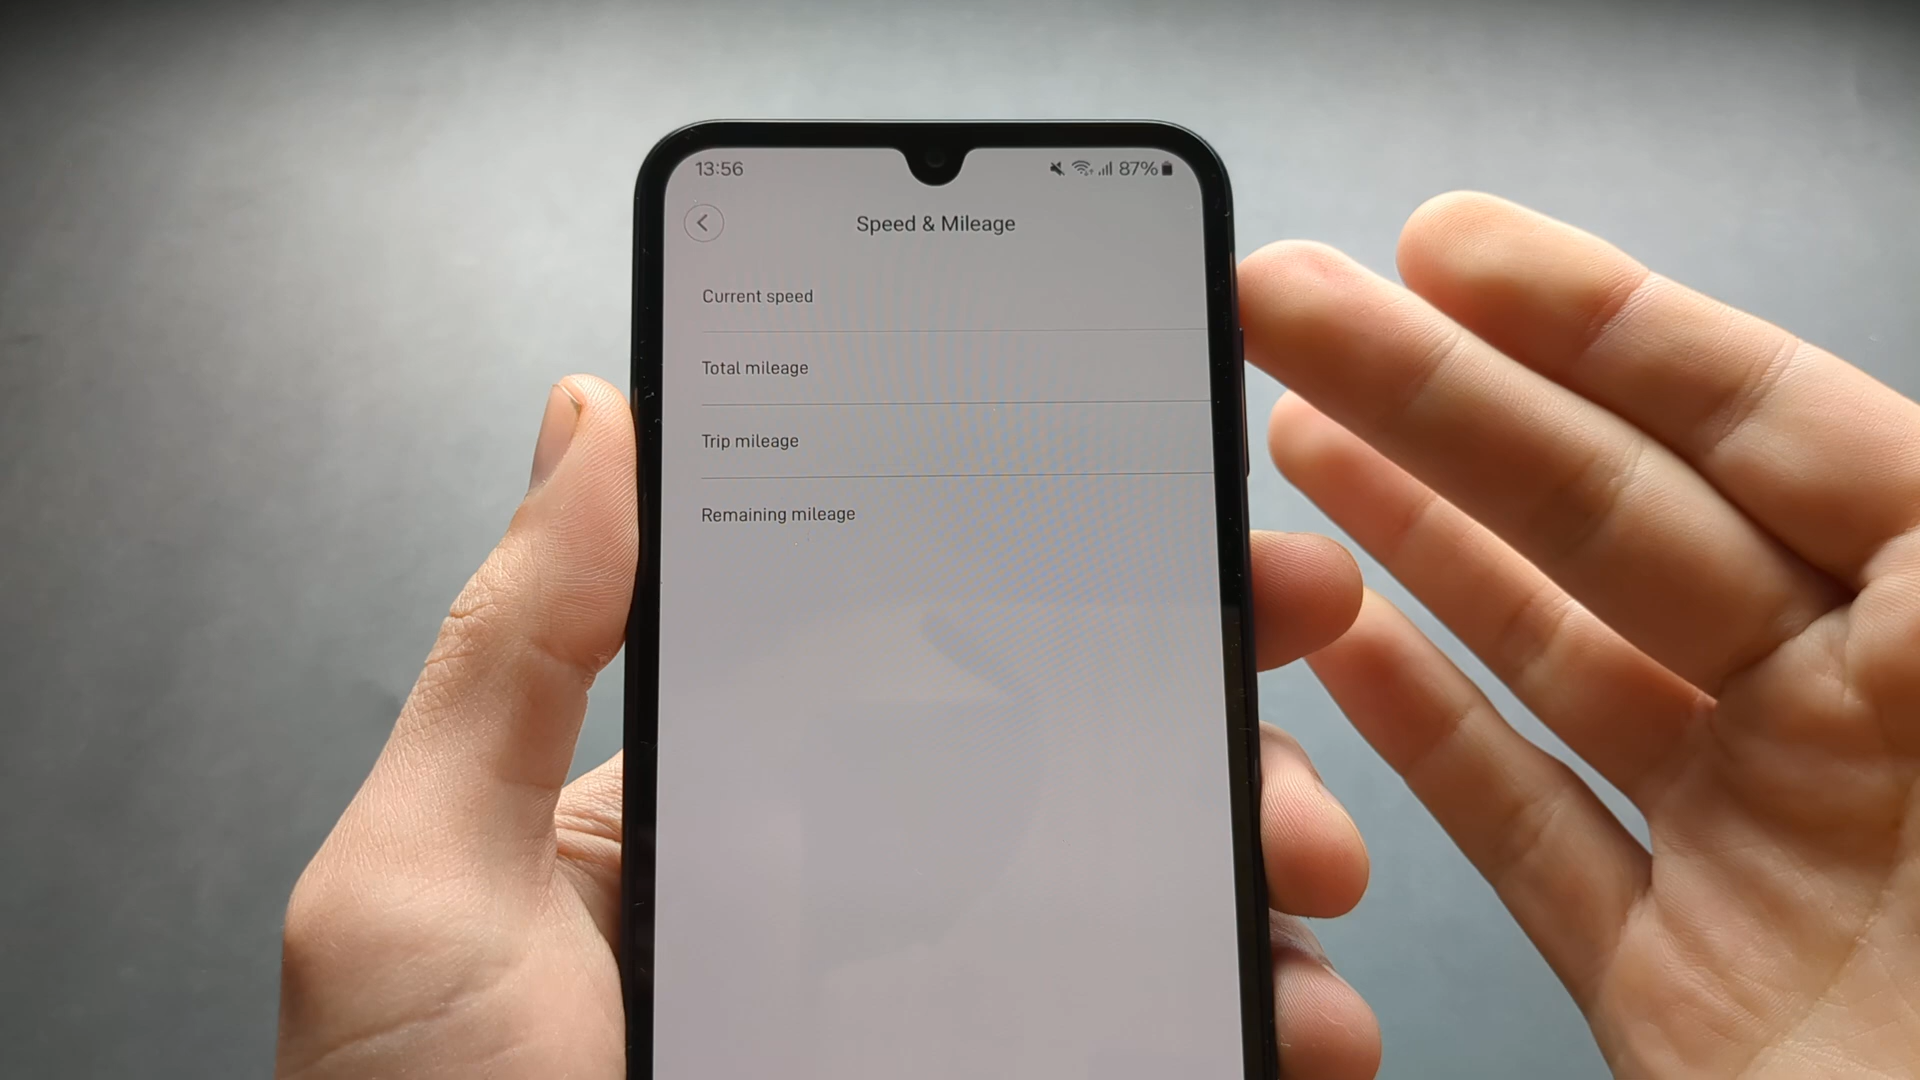 13:56
87%
Speed & Mileage
Current speed
Total mileage
Trip mileage
Remaining mileage